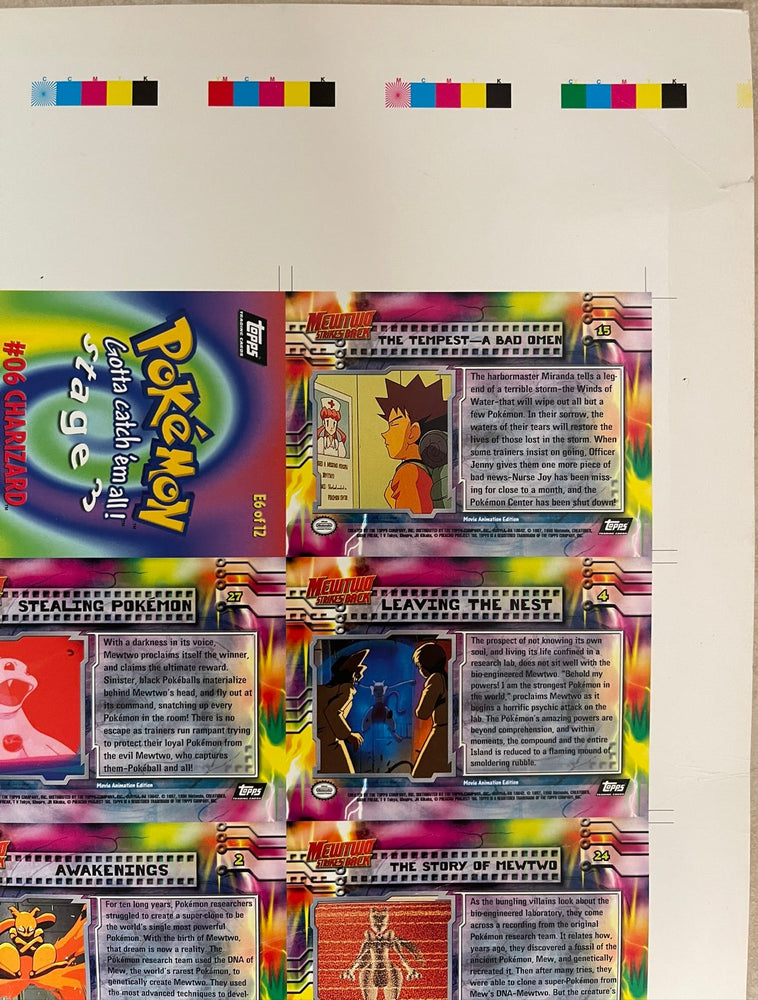 C C M Y K
YM C M Y K
M C M Y K
CY C M Y K
topps
TRADING CARDS
POKéMON
Gotta catch 'em all!
stage 3
#06 CHARIZARD
E6 of 12
MEWTWO
STRIKES BACK
THE TEMPEST—A BAD OMEN
15
The harbormaster Miranda tells a leg-
end of a terrible storm–the Winds of
Water–that will wipe out all but a
few Pokémon. In their sorrow, the
waters of their tears will restore the
lives of those lost in the storm. When
some trainers insist on going, Officer
Jenny gives them one more piece of
bad news–Nurse Joy has been miss-
ing for close to a month, and the
Pokémon Center has been shut down!
Movie Animation Edition
topps
TRADING CARDS
STEALING POKÉMON
27
With a darkness in its voice,
Mewtwo proclaims itself the winner,
and claims the ultimate reward.
Sinister, black Pokéballs materialize
behind Mewtwo's head, and fly out at
its command, snatching up every
Pokémon in the room! There is no
escape as trainers run rampant trying
to protect their loyal Pokémon from
the evil Mewtwo, who captures
them–Pokéball and all!
Movie Animation Edition
topps
TRADING CARDS
MEWTWO
STRIKES BACK
LEAVING THE NEST
4
The prospect of not knowing its own
soul, and living its life confined in a
research lab, does not sit well with the
bio-engineered Mewtwo. "Behold my
powers! I am the strongest Pokémon in
the world," proclaims Mewtwo as it
begins a horrific psychic attack on the
lab. The Pokémon's amazing powers are
beyond comprehension, and within
moments, the compound and the entire
Island is reduced to a flaming mound of
smoldering rubble.
Movie Animation Edition
topps
TRADING CARDS
AWAKENINGS
2
For ten long years, Pokémon researchers
struggled to create a super-clone to be
the world's single most powerful
Pokémon. With the birth of Mewtwo,
that dream is now a reality. The
Pokémon research team used the DNA of
Mew, the world's rarest Pokémon, to
genetically create Mewtwo. They used
the most advanced techniques to devel-
MEWTWO
STRIKES BACK
THE STORY OF MEWTWO
24
As the bungling villains look about the
bio-engineered laboratory, they come
across a recording from the original
Pokémon research team. It relates how,
years ago, they discovered a fossil of the
ancient Pokémon, Mew, and genetically
recreated it. Then after many tries, they
were able to clone a super-Pokémon from
Mew's DNA-Mewtwo. But the creature's